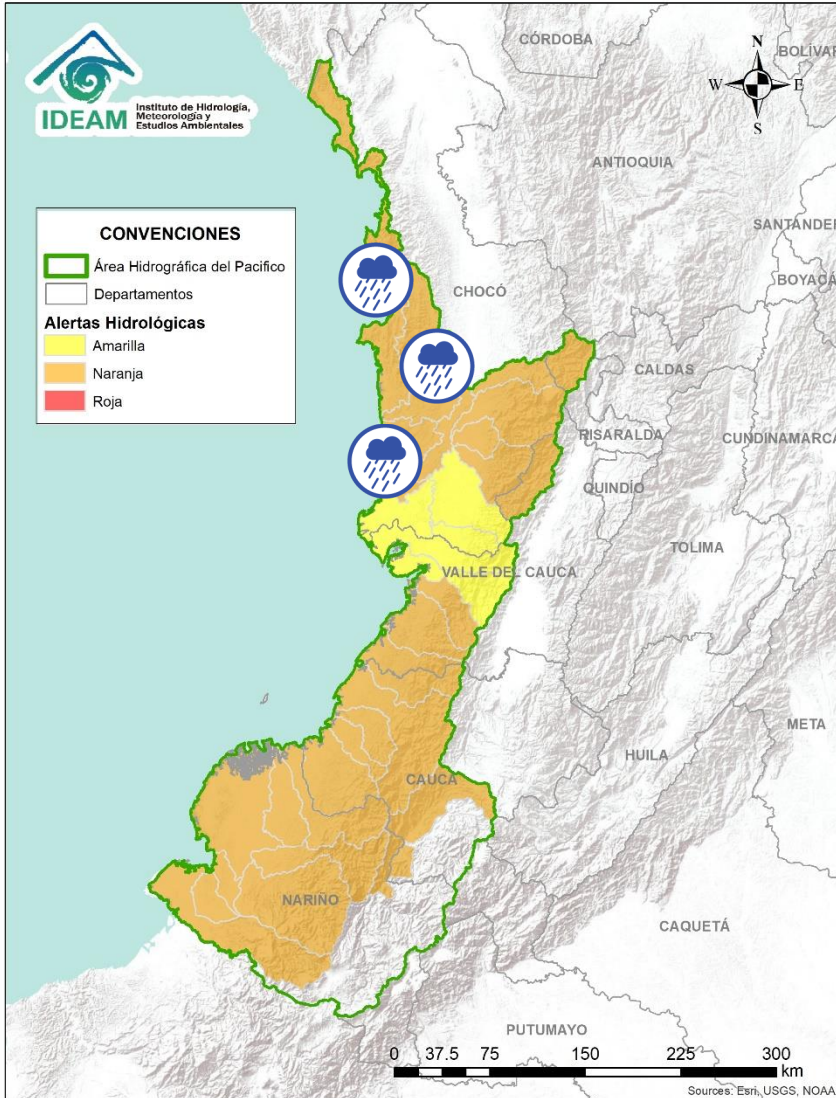 IDEAM
Instituto de Hidrología,
Meteorología y
Estudios Ambientales
CÓRDOBA
N
W
E
S
BOLÍVAR
ANTIOQUIA
SANTANDER
BOYACÁ
CONVENCIONES
Área Hidrográfica del Pacifico
Departamentos
Alertas Hidrológicas
Amarilla
Naranja
Roja
CHOCÓ
CALDAS
RISARALDA
CUNDINAMARCA
QUINDÍO
TOLIMA
VALLE DEL CAUCA
META
HUILA
CAUCA
NARIÑO
CAQUETÁ
PUTUMAYO
0 37.5 75 150 225 300
km
Sources: Esri, USGS, NOAA